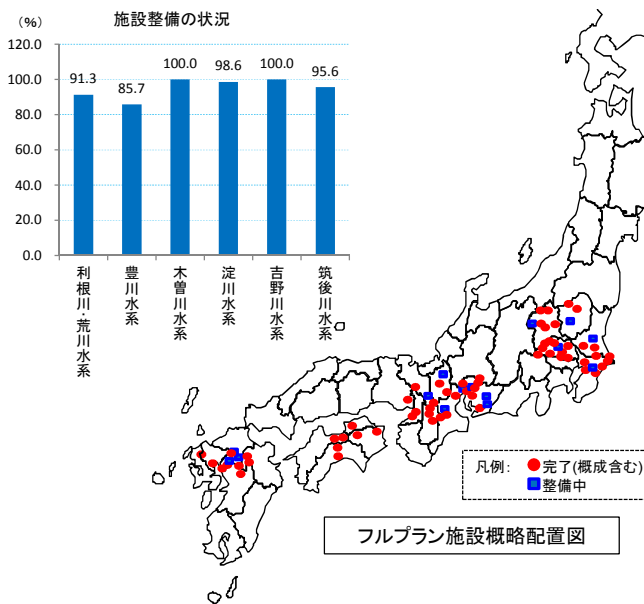 施設整備の状況
(%)
120.0
100.0
80.0
60.0
40.0
20.0
0.0
91.3
85.7
100.0
98.6
100.0
95.6
利根川・荒川水系
豊川水系
木曽川水系
淀川水系
吉野川水系
筑後川水系
凡例: 完了(概成含む)
整備中
フルプラン施設概略配置図